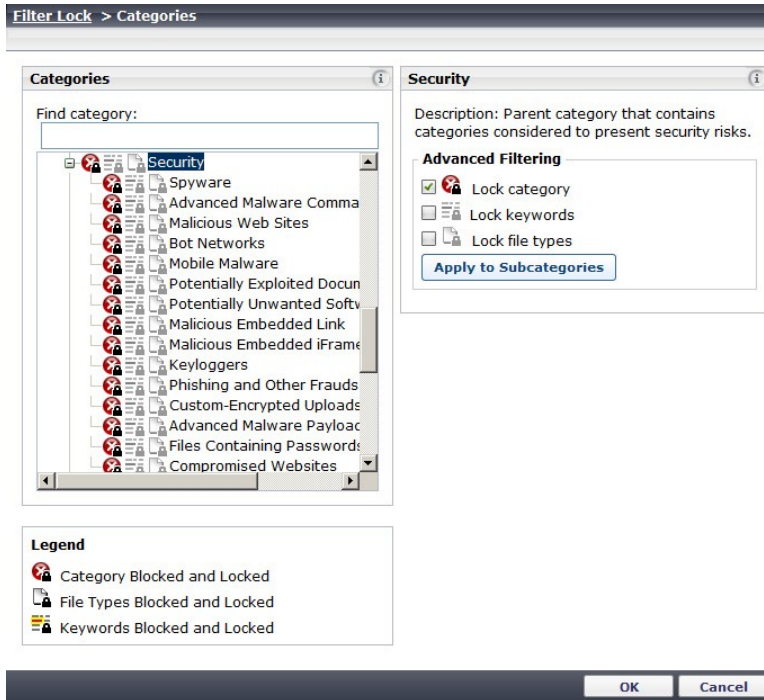 Filter Lock > Categories
Categories
Find category:
Security
Spyware
Advanced Malware Comma
Malicious Web Sites
Bot Networks
Mobile Malware
Potentially Exploited Docum
Potentially Unwanted Softw
Malicious Embedded Link
Malicious Embedded iFrame
Keyloggers
Phishing and Other Frauds
Custom-Encrypted Uploads
Advanced Malware Payload
Files Containing Passwords
Compromised Websites
Legend
Category Blocked and Locked
File Types Blocked and Locked
Keywords Blocked and Locked
Security
Description: Parent category that contains
categories considered to present security risks.
Advanced Filtering
Lock category
Lock keywords
Lock file types
Apply to Subcategories
OK
Cancel